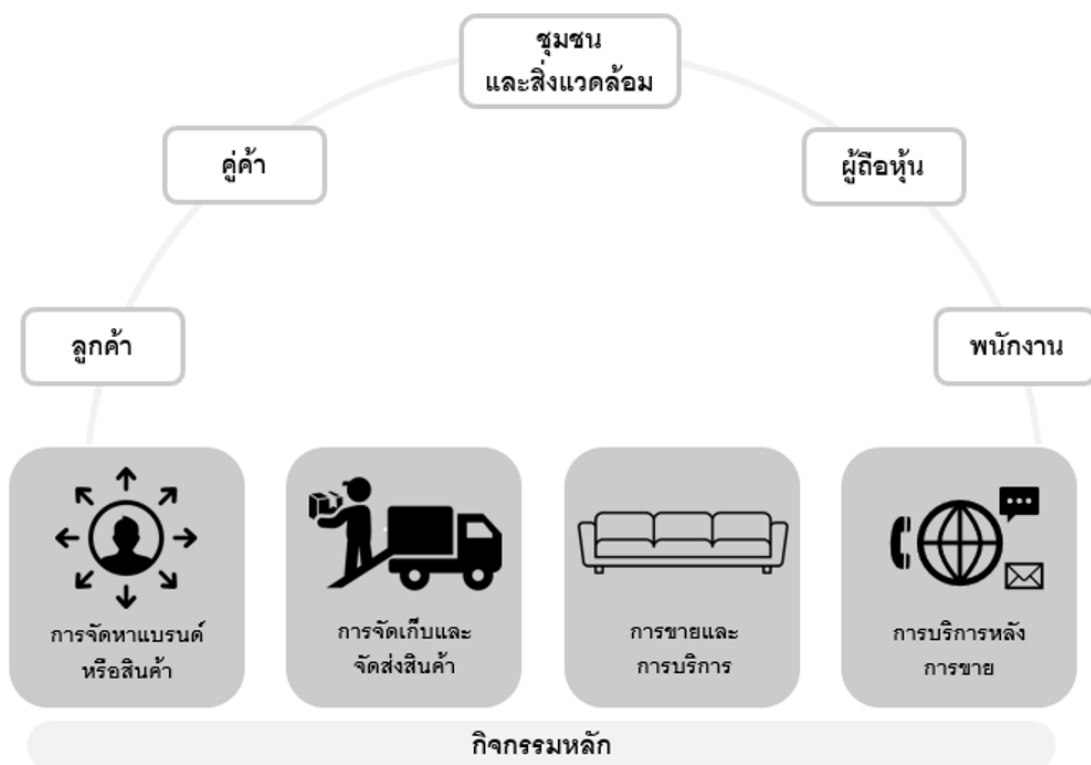 ชุมชน
และสิ่งแวดล้อม
คู่ค้า
ผู้ถือหุ้น
ลูกค้า
พนักงาน
การจัดหาแบรนด์
หรือสินค้า
การจัดเก็บและ
จัดส่งสินค้า
การขายและ
การบริการ
การบริการหลัง
การขาย
กิจกรรมหลัก